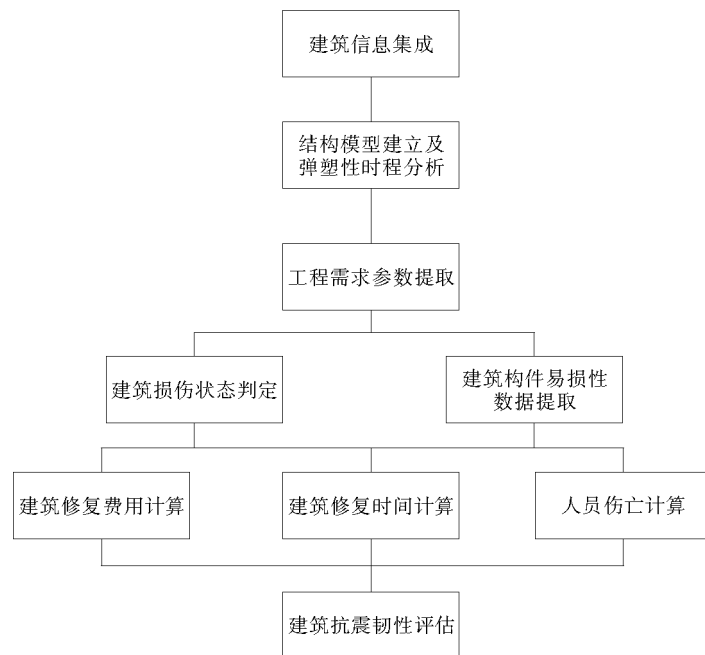 建筑信息集成
结构模型建立及
弹塑性时程分析
工程需求参数提取
建筑损伤状态判定
建筑构件易损性
数据提取
建筑修复费用计算
建筑修复时间计算
人员伤亡计算
建筑抗震韧性评估